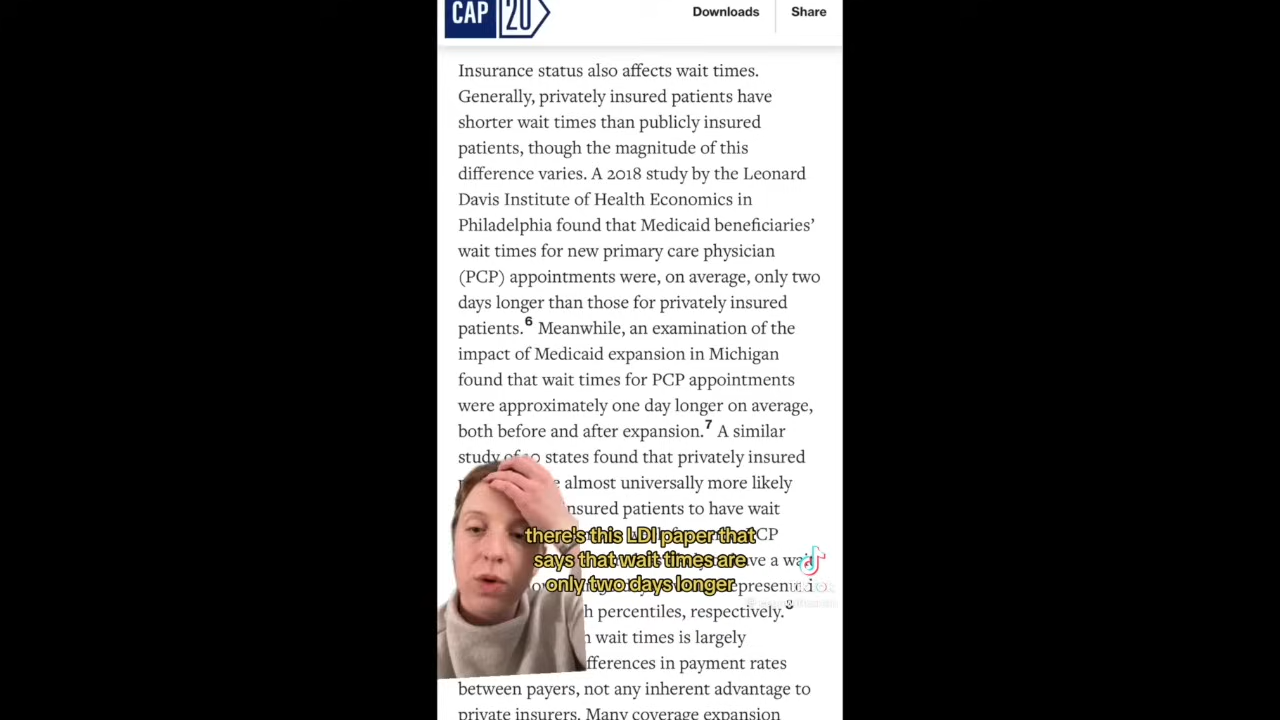 CAP 20
Downloads
Share
Insurance status also affects wait times.
Generally, privately insured patients have
shorter wait times than publicly insured
patients, though the magnitude of this
difference varies. A 2018 study by the Leonard
Davis Institute of Health Economics in
Philadelphia found that Medicaid beneficiaries’
wait times for new primary care physician
(PCP) appointments were, on average, only two
days longer than those for privately insured
patients.6 Meanwhile, an examination of the
impact of Medicaid expansion in Michigan
found that wait times for PCP appointments
were approximately one day longer on average,
both before and after expansion.7 A similar
study of 10 states found that privately insured
almost universally more likely
insured patients to have wait
there's this LDI paper that
says that wait times are
only two days longer
h percentiles, respectively.8
wait times is largely
fferences in payment rates
between payers, not any inherent advantage to
private insurers. Many coverage expansion